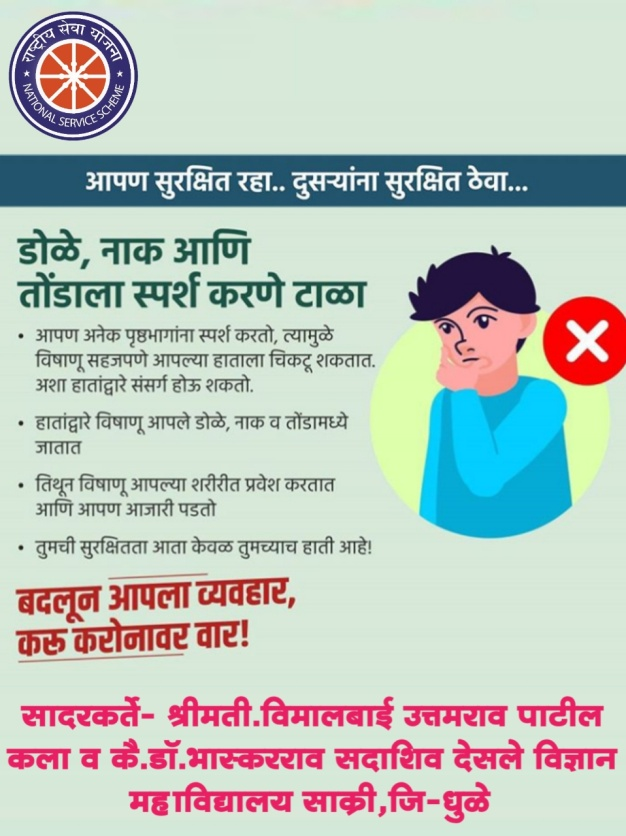 राष्ट्रीय सेवा योजना
NATIONAL SERVICE SCHEME
आपण सुरक्षित रहा.. दुसऱ्यांना सुरक्षित ठेवा...
डोळे, नाक आणि
तोंडाला स्पर्श करणे टाळा
• आपण अनेक पृष्ठभागांना स्पर्श करतो, त्यामुळे
विषाणू सहजपणे आपल्या हाताला चिकटू शकतात.
अशा हातांद्वारे संसर्ग होऊ शकतो.
• हातांद्वारे विषाणू आपले डोळे, नाक व तोंडामध्ये
जातात
• तिथून विषाणू आपल्या शरीरीत प्रवेश करतात
आणि आपण आजारी पडतो
• तुमची सुरक्षितता आता केवळ तुमच्याच हाती आहे!
बदलून आपला व्यवहार,
करू करोनावर वार!
सादरकर्ते- श्रीमती.विमालबाई उत्तमराव पाटील
कला व कै.डॉ.भास्करराव सदाशिव देसले विज्ञान
महाविद्यालय साक्री,जि-धुळे